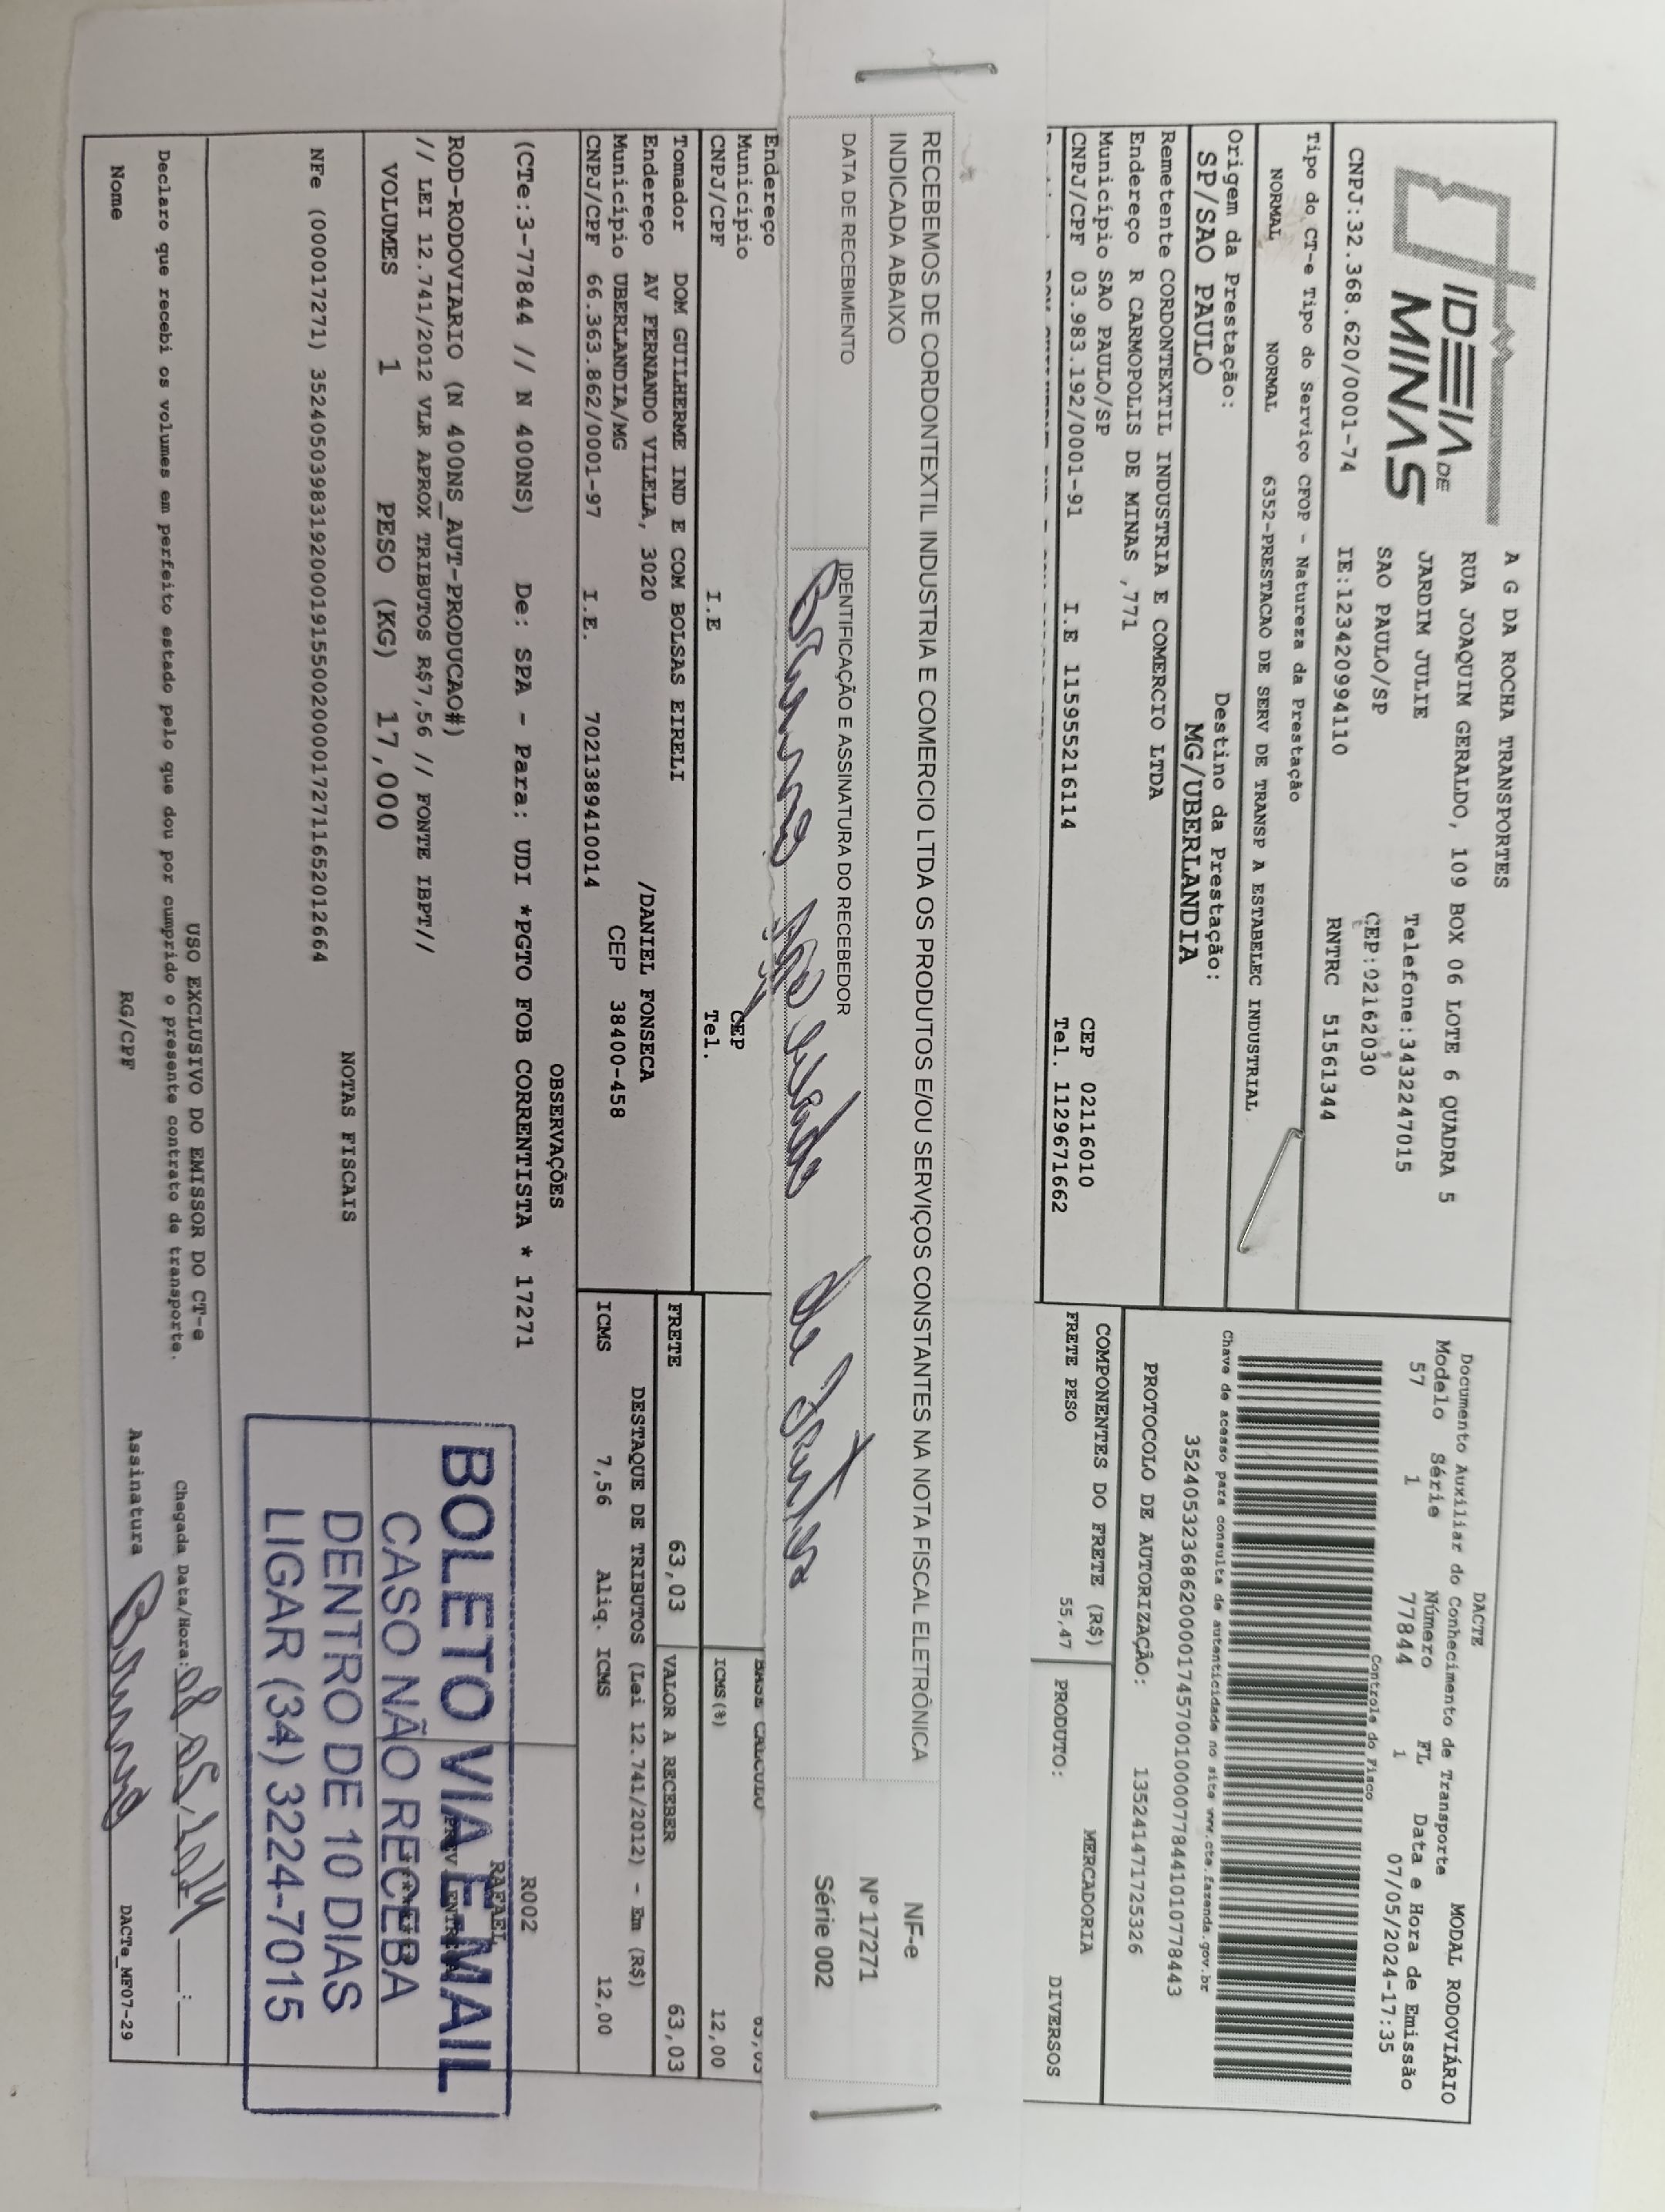 IDEIA DE
MINAS
A G DA ROCHA TRANSPORTES
RUA JOAQUIM GERALDO, 109 BOX 06 LOTE 6 QUADRA 5
JARDIM JULIE
Telefone:3432247015
SAO PAULO/SP
CEP:02162030
CNPJ:32.368.620/0001-74
IE:123420994110
RNTRC 51561344
DACTE
Documento Auxiliar do Conhecimento de Transporte
MODAL RODOVIÁRIO
Modelo Série Número FL Data e Hora de Emissão
57 1 77844 1 07/05/2024-17:35
Controle do Fisco
Tipo do CT-e Tipo do Serviço CFOP - Natureza da Prestação
NORMAL NORMAL 6352-PRESTACAO DE SERV DE TRANSP A ESTABELEC INDUSTRIAL
Chave de acesso para consulta de autenticidade no site www.cte.fazenda.gov.br
35240532368620000174570010000778441010778443
Origem da Prestação: Destino da Prestação:
SP/SAO PAULO MG/UBERLANDIA
PROTOCOLO DE AUTORIZAÇÃO: 135241471725326
Remetente CORDONTEXTIL INDUSTRIA E COMERCIO LTDA
Endereço R CARMOPOLIS DE MINAS ,771
Município SAO PAULO/SP CEP 02116010
CNPJ/CPF 03.983.192/0001-91 I.E 115955216114 Tel. 1129671662
COMPONENTES DO FRETE (R$) MERCADORIA
FRETE PESO 55,47 PRODUTO: DIVERSOS
RECEBEMOS DE CORDONTEXTIL INDUSTRIA E COMERCIO LTDA OS PRODUTOS E/OU SERVIÇOS CONSTANTES NA NOTA FISCAL ELETRÔNICA
INDICADA ABAIXO
NF-e
Nº 17271
Série 002
DATA DE RECEBIMENTO
IDENTIFICAÇÃO E ASSINATURA DO RECEBEDOR
Endereço
Município CEP
CNPJ/CPF I.E Tel.
BASE CALCULO 63,03
ICMS(%) 12,00
Tomador DOM GUILHERME IND E COM BOLSAS EIRELI
Endereço AV FERNANDO VILELA, 3020 /DANIEL FONSECA
Município UBERLANDIA/MG CEP 38400-458
CNPJ/CPF 66.363.862/0001-97 I.E. 7021389410014
FRETE 63,03 VALOR A RECEBER 63,03
DESTAQUE DE TRIBUTOS (Lei 12.741/2012) - Em (R$)
ICMS 7,56 Aliq. ICMS 12,00
OBSERVAÇÕES
(CTe:3-77844 // N 400NS) De: SPA - Para: UDI *PGTO FOB CORRENTISTA * 17271
R002
RAFAEL
ROD-RODOVIARIO (N 400NS_AUT-PRODUCAO#)
// LEI 12.741/2012 VLR APROX TRIBUTOS R$7,56 // FONTE IBPT//
VOLUMES 1 PESO (KG) 17,000
NOTAS FISCAIS
NFe (000017271) 35240503983192000191550020000172711652012664
BOLETO VIA E-MAIL
CASO NÃO RECEBA
DENTRO DE 10 DIAS
LIGAR (34) 3224-7015
USO EXCLUSIVO DO EMISSOR DO CT-e
Declaro que recebi os volumes em perfeito estado pelo que dou por cumprido o presente contrato de transporte.
Chegada Data/Hora:
Nome RG/CPF Assinatura
DACTe_MF07-29